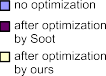 no optimization
after optimization
by Soot
after optimization
by ours